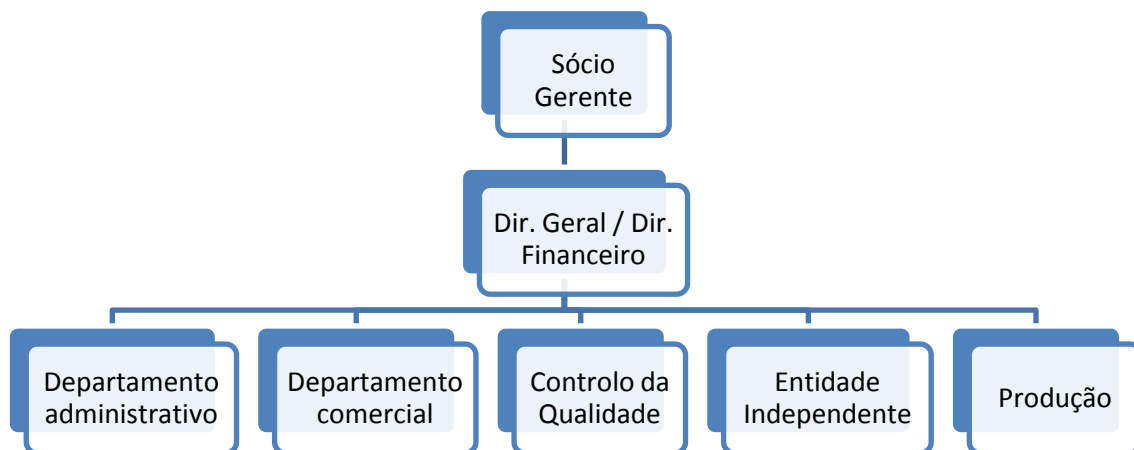 Sócio
Gerente
Dir. Geral / Dir.
Financeiro
Departamento
administrativo
Departamento
comercial
Controlo da
Qualidade
Entidade
Independente
Produção